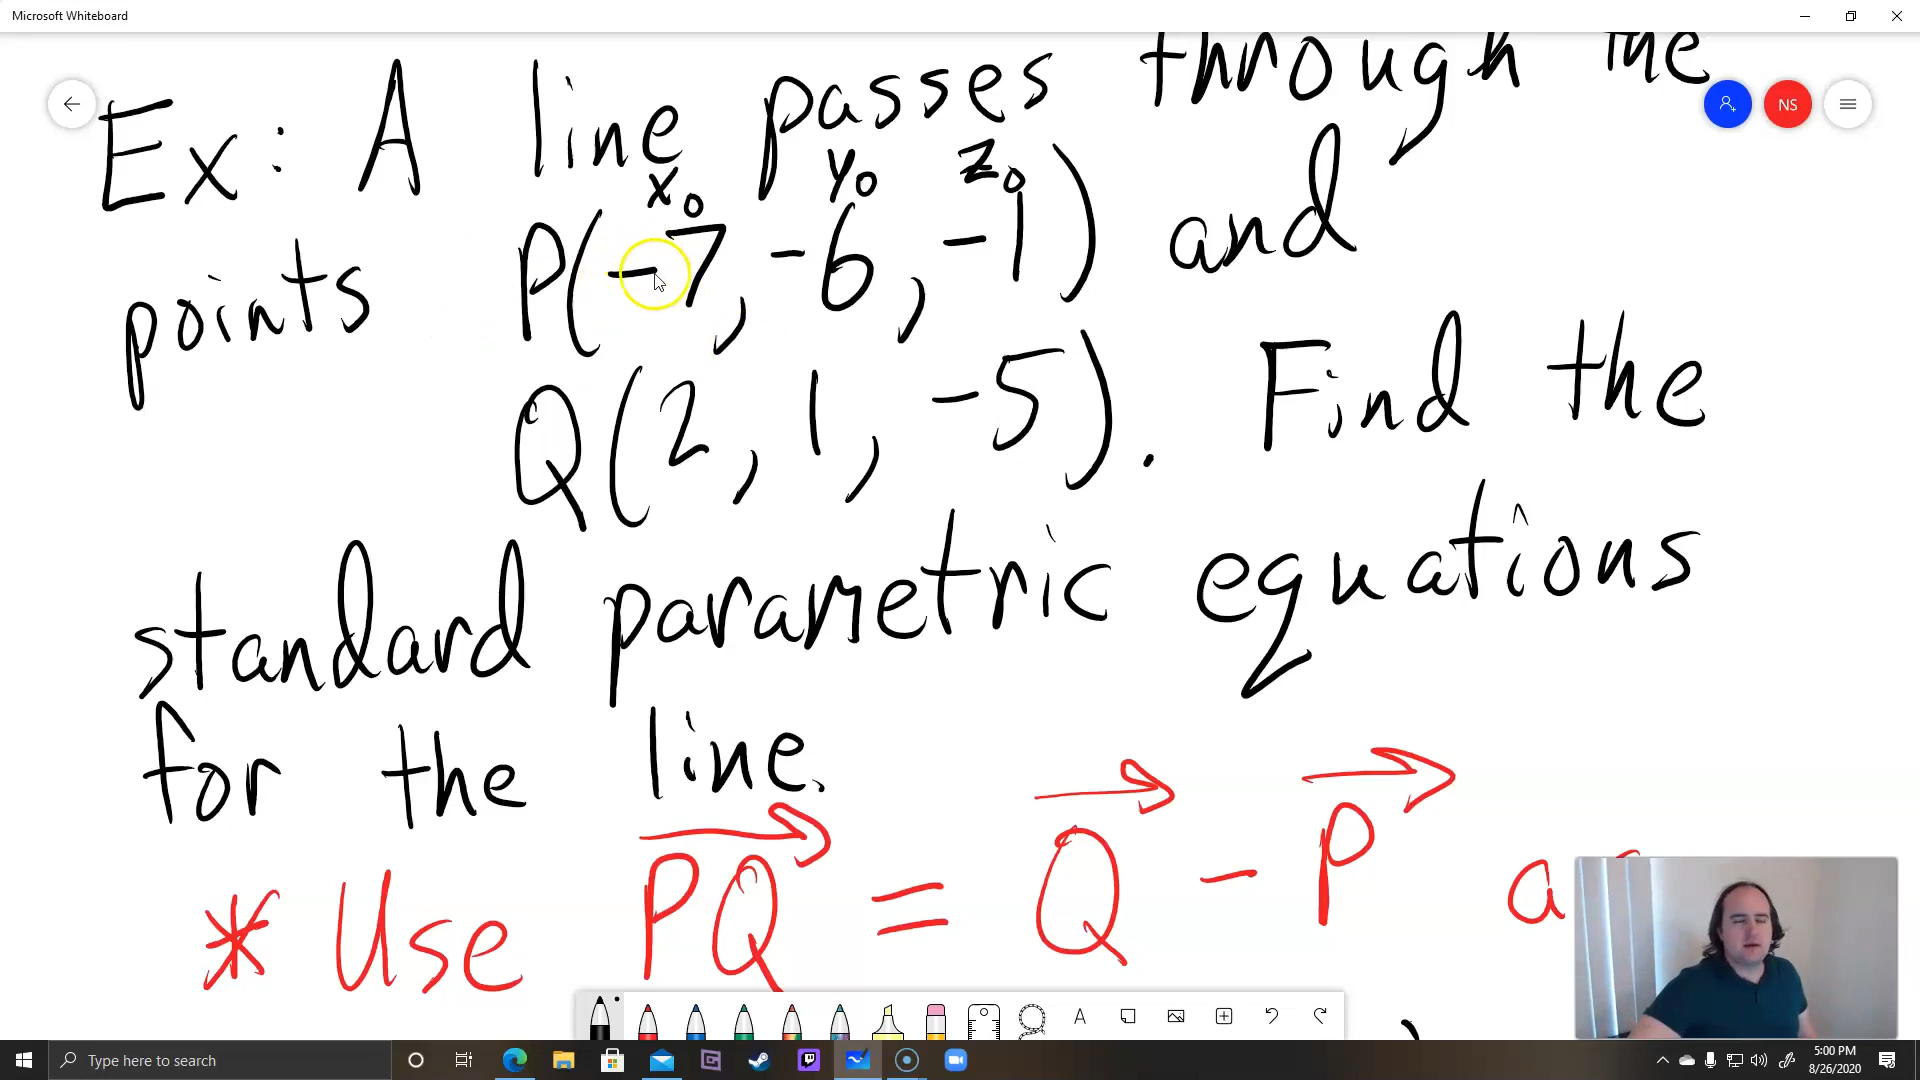 Microsoft Whiteboard
Ex: A line passes through the
x₀ y₀ z₀
points P(-7, -6, -1) and
Q(2, 1, -5). Find the
standard parametric equations
for the line.
* Use PQ = Q - P
NS
A
Type here to search
5:00 PM
8/26/2020